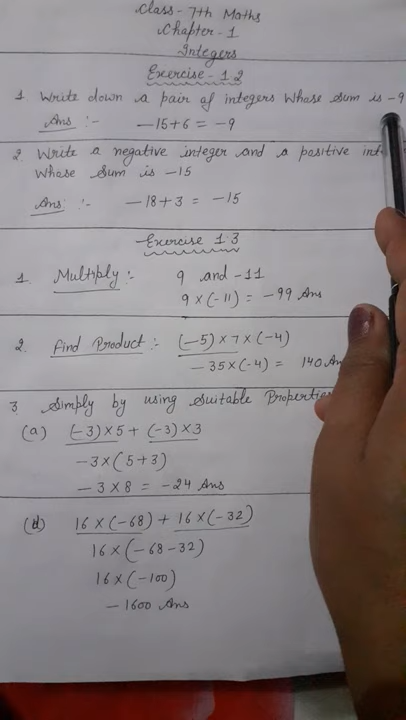 Class - 7th Maths
Chapter - 1
Integers
Exercise - 1.2
1. Write down a pair of integers whose sum is -9
Ans :- -15+6 = -9
2. Write a negative integer and a positive
Whose Sum is -15
Ans: :- -18+3 = -15
Exercise 1.3
1. Multiply :- 9 and -11
9 × (-11) = -99 Ans
2. Find Product :- (-5) × 7 × (-4)
-35 × (-4) = 140 An
3 Simply by using Suitable Properties
(a) (-3) × 5 + (-3) × 3
-3 × (5+3)
-3 × 8 = -24 Ans
(d) 16 × (-68) + 16 × (-32)
16 × (-68-32)
16 × (-100)
-1600 Ans